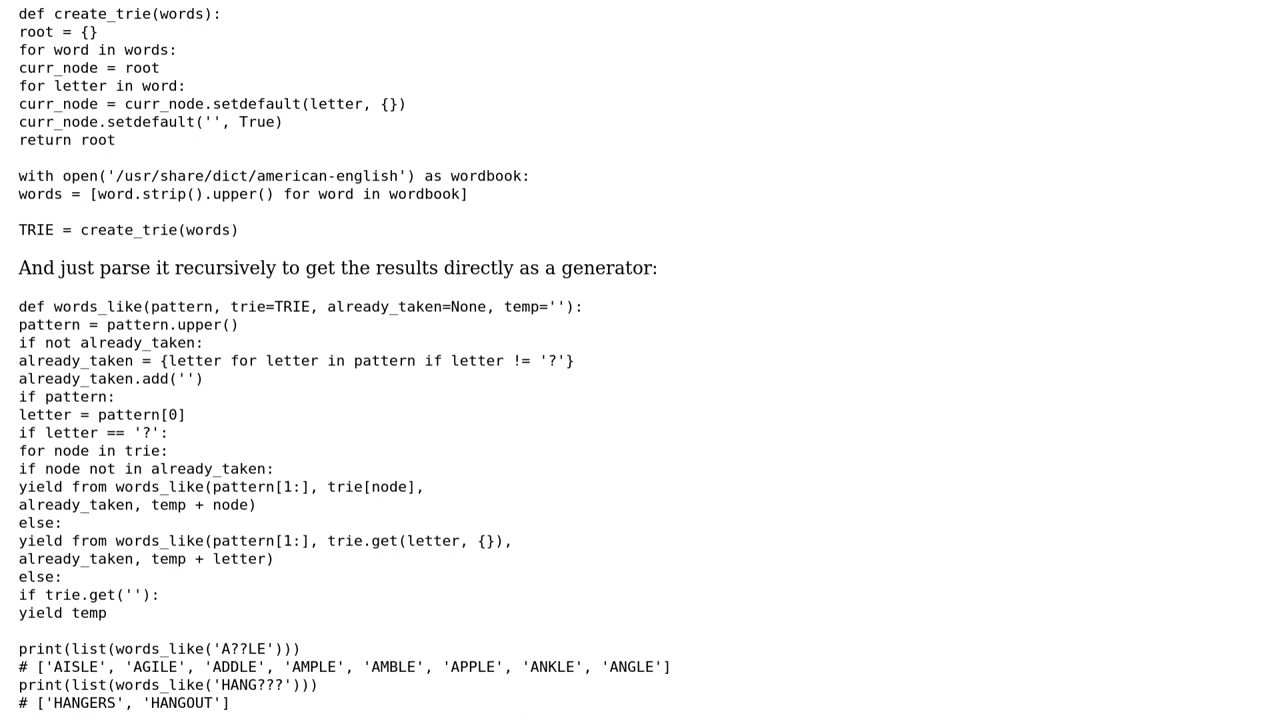 def create_trie(words):
root = {}
for word in words:
curr_node = root
for letter in word:
curr_node = curr_node.setdefault(letter, {})
curr_node.setdefault('', True)
return root

with open('/usr/share/dict/american-english') as wordbook:
words = [word.strip().upper() for word in wordbook]

TRIE = create_trie(words)

And just parse it recursively to get the results directly as a generator:

def words_like(pattern, trie=TRIE, already_taken=None, temp=''):
pattern = pattern.upper()
if not already_taken:
already_taken = {letter for letter in pattern if letter != '?'}
already_taken.add('')
if pattern:
letter = pattern[0]
if letter == '?':
for node in trie:
if node not in already_taken:
yield from words_like(pattern[1:], trie[node],
already_taken, temp + node)
else:
yield from words_like(pattern[1:], trie.get(letter, {}),
already_taken, temp + letter)
else:
if trie.get(''):
yield temp

print(list(words_like('A??LE')))
# ['AISLE', 'AGILE', 'ADDLE', 'AMPLE', 'AMBLE', 'APPLE', 'ANKLE', 'ANGLE']
print(list(words_like('HANG???')))
# ['HANGERS', 'HANGOUT']